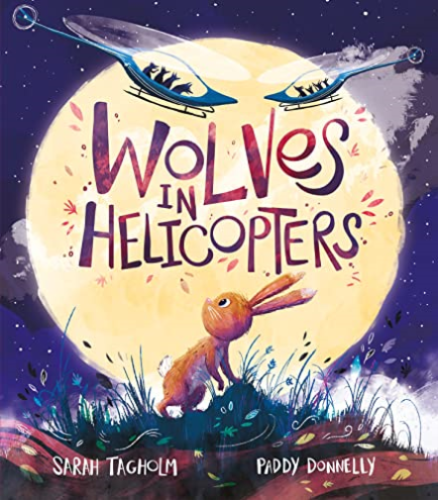 WOLVES
IN
HELICOPTERS
SARAH TAGHOLM
PADDY DONNELLY